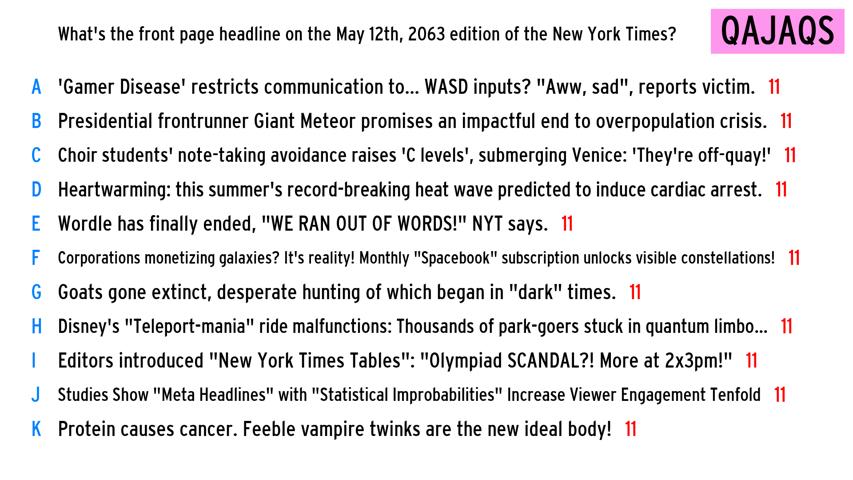 What's the front page headline on the May 12th, 2063 edition of the New York Times? QAJAQS
A 'Gamer Disease' restricts communication to... WASD inputs? "Aww, sad", reports victim. 11
B Presidential frontrunner Giant Meteor promises an impactful end to overpopulation crisis. 11
C Choir students' note-taking avoidance raises 'C levels', submerging Venice: 'They're off-quay!' 11
D Heartwarming: this summer's record-breaking heat wave predicted to induce cardiac arrest. 11
E Wordle has finally ended, "WE RAN OUT OF WORDS!" NYT says. 11
F Corporations monetizing galaxies? It's reality! Monthly "Spacebook" subscription unlocks visible constellations! 11
G Goats gone extinct, desperate hunting of which began in "dark" times. 11
H Disney's "Teleport-mania" ride malfunctions: Thousands of park-goers stuck in quantum limbo... 11
I Editors introduced "New York Times Tables": "Olympiad SCANDAL?! More at 2x3pm!" 11
J Studies Show "Meta Headlines" with "Statistical Improbabilities" Increase Viewer Engagement Tenfold 11
K Protein causes cancer. Feeble vampire twinks are the new ideal body! 11